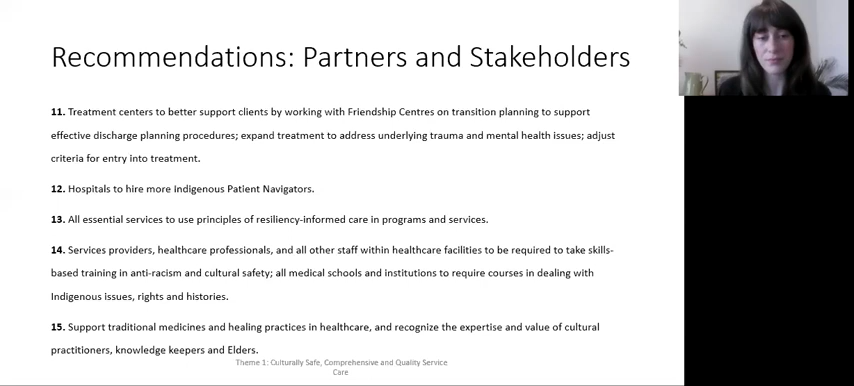 Recommendations: Partners and Stakeholders
11. Treatment centers to better support clients by working with Friendship Centres on transition planning to support
effective discharge planning procedures; expand treatment to address underlying trauma and mental health issues; adjust
criteria for entry into treatment.
12. Hospitals to hire more Indigenous Patient Navigators.
13. All essential services to use principles of resiliency-informed care in programs and services.
14. Services providers, healthcare professionals, and all other staff within healthcare facilities to be required to take skills-
based training in anti-racism and cultural safety; all medical schools and institutions to require courses in dealing with
Indigenous issues, rights and histories.
15. Support traditional medicines and healing practices in healthcare, and recognize the expertise and value of cultural
practitioners, knowledge keepers and Elders.
Theme 1: Culturally Safe, Comprehensive and Quality Service
Care